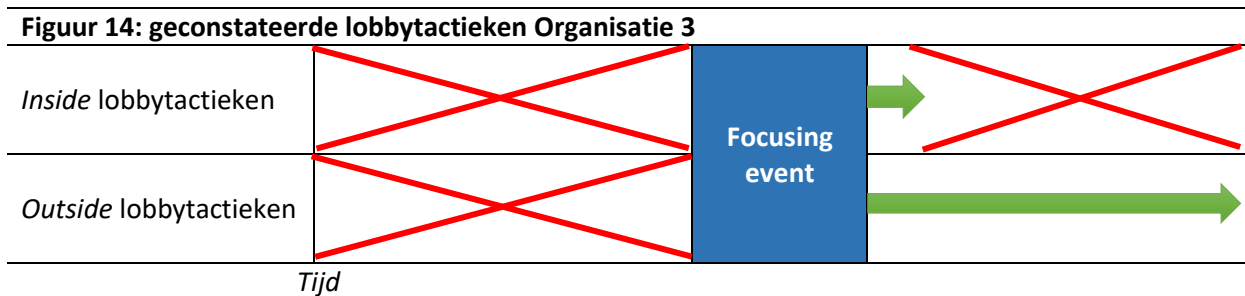 Figuur 14: geconstateerde lobbytactieken Organisatie 3
Inside lobbytactieken
Focusing
event
Outside lobbytactieken
Tijd